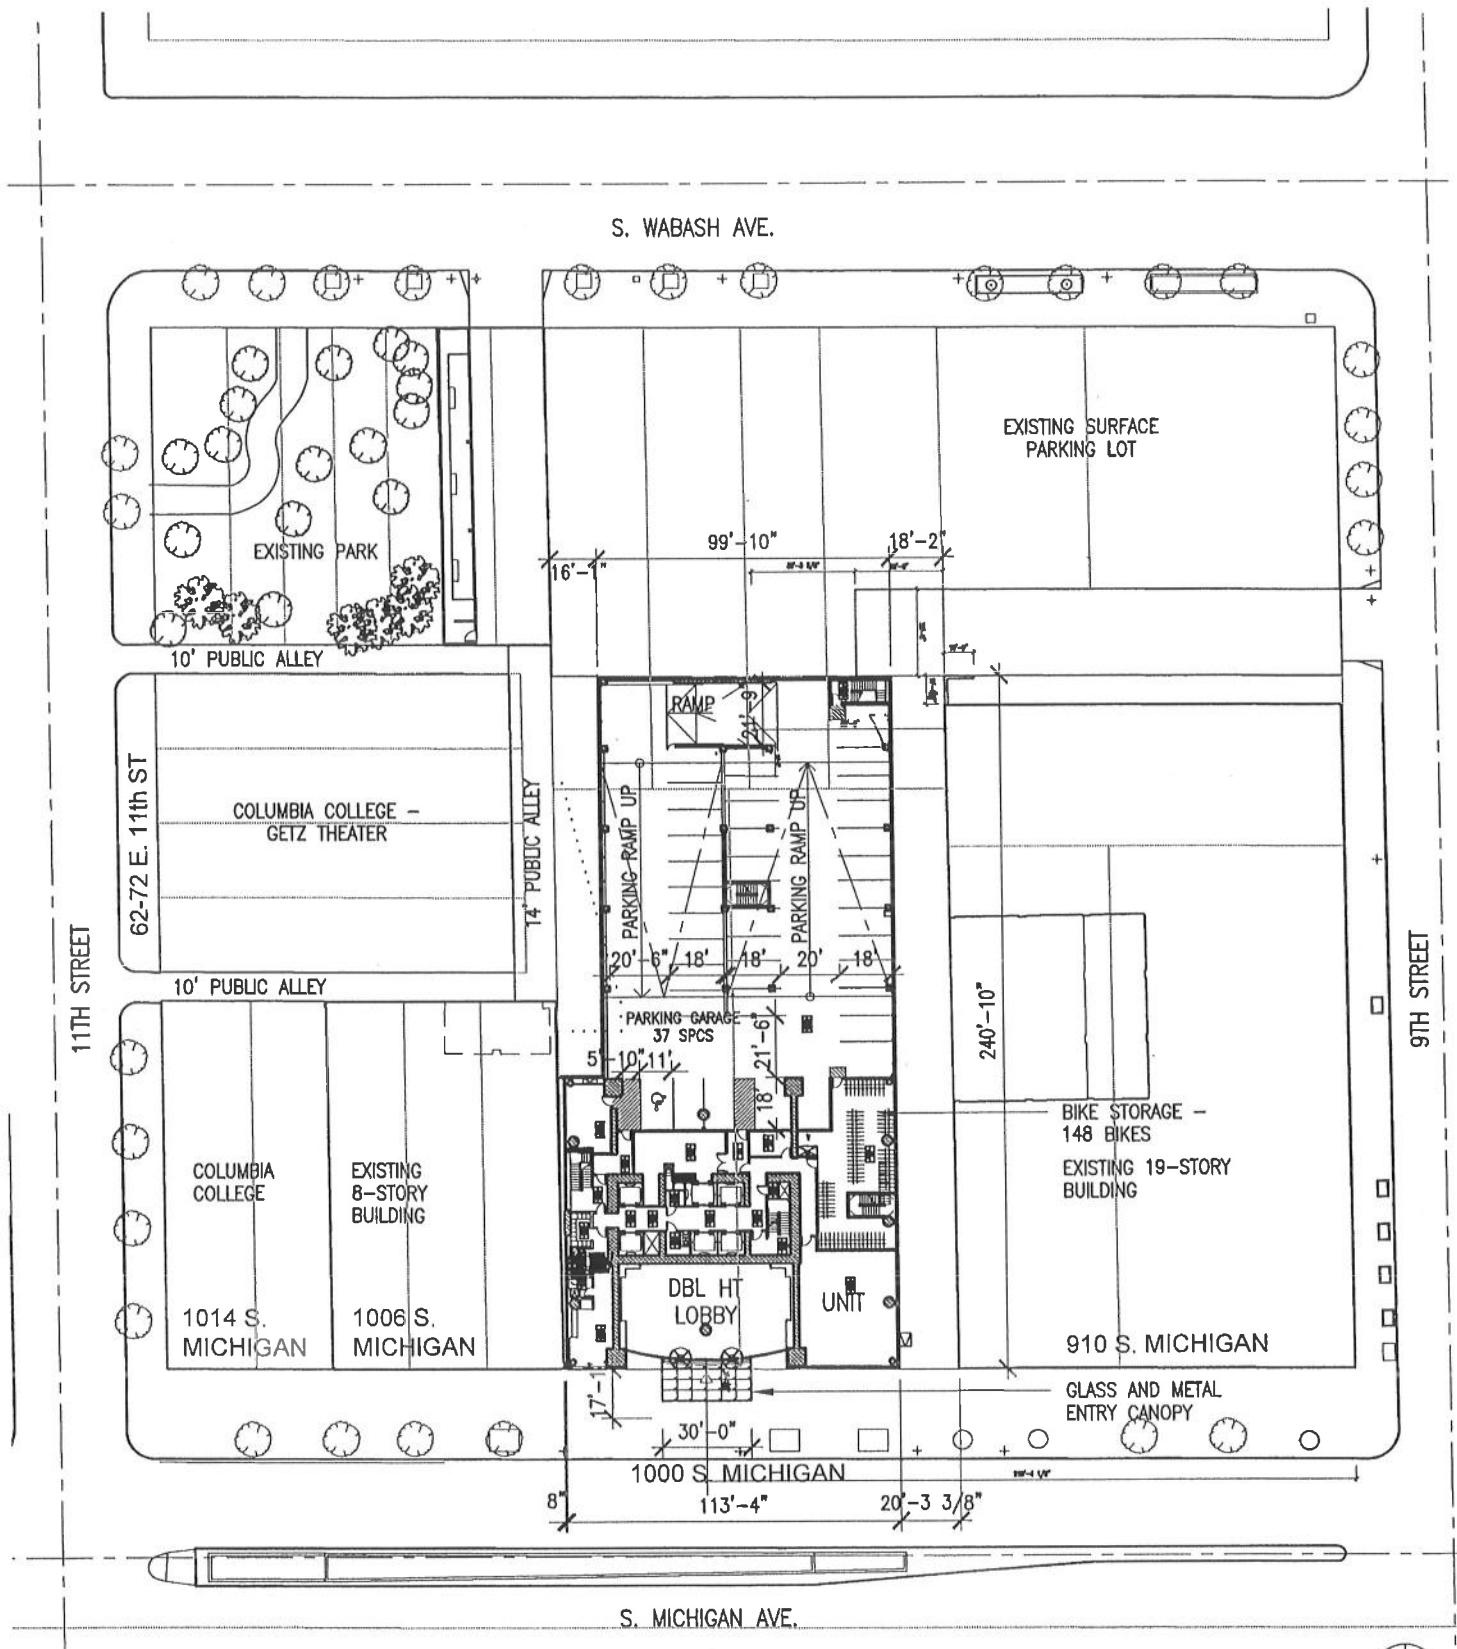 S. WABASH AVE.
EXISTING SURFACE
PARKING LOT
99'-10"
18'-2"
16'-1"
EXISTING PARK
10' PUBLIC ALLEY
RAMP
21'-9"
62-72 E. 11th ST
COLUMBIA COLLEGE –
GETZ THEATER
14' PUBLIC ALLEY
PARKING RAMP UP
PARKING RAMP UP
20'-6"
18'
18'
20'
18'
11TH STREET
9TH STREET
10' PUBLIC ALLEY
PARKING GARAGE
37 SPCS
21'-6"
240'-10"
5'-10"
11'
18'
BIKE STORAGE –
148 BIKES
EXISTING 19-STORY
BUILDING
COLUMBIA
COLLEGE
EXISTING
8-STORY
BUILDING
DBL HT
LOBBY
UNIT
1014 S.
MICHIGAN
1006 S.
MICHIGAN
910 S. MICHIGAN
GLASS AND METAL
ENTRY CANOPY
17'-1"
30'-0"
1000 S. MICHIGAN
8"
113'-4"
20'-3 3/8"
S. MICHIGAN AVE.